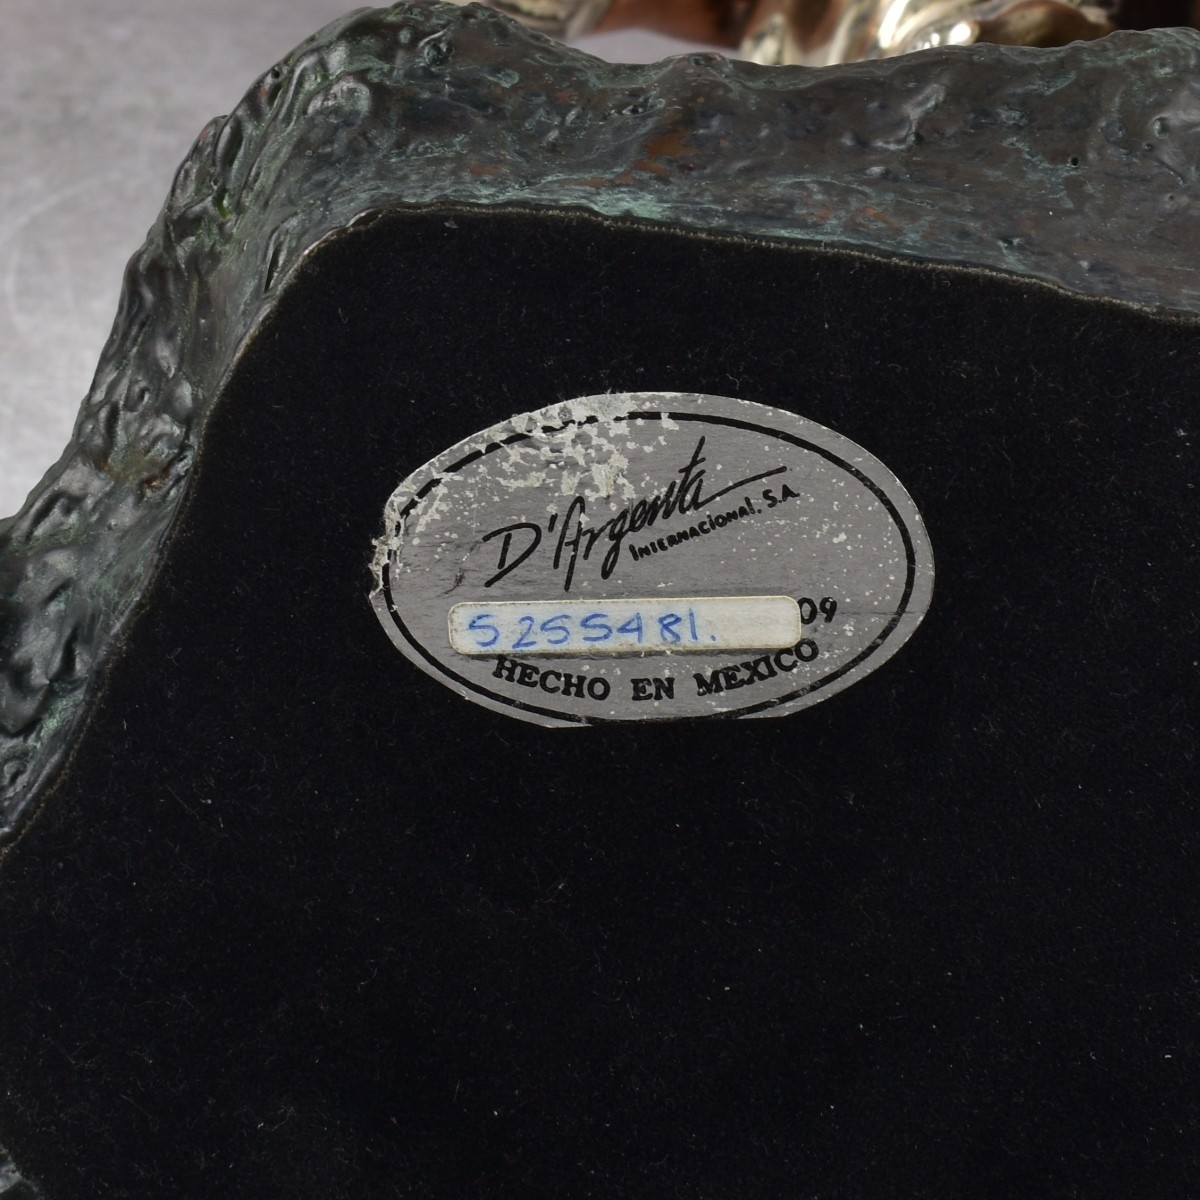 D'Argenta
INTERNACIONAL, S.A.
5255481.
09
HECHO EN MEXICO